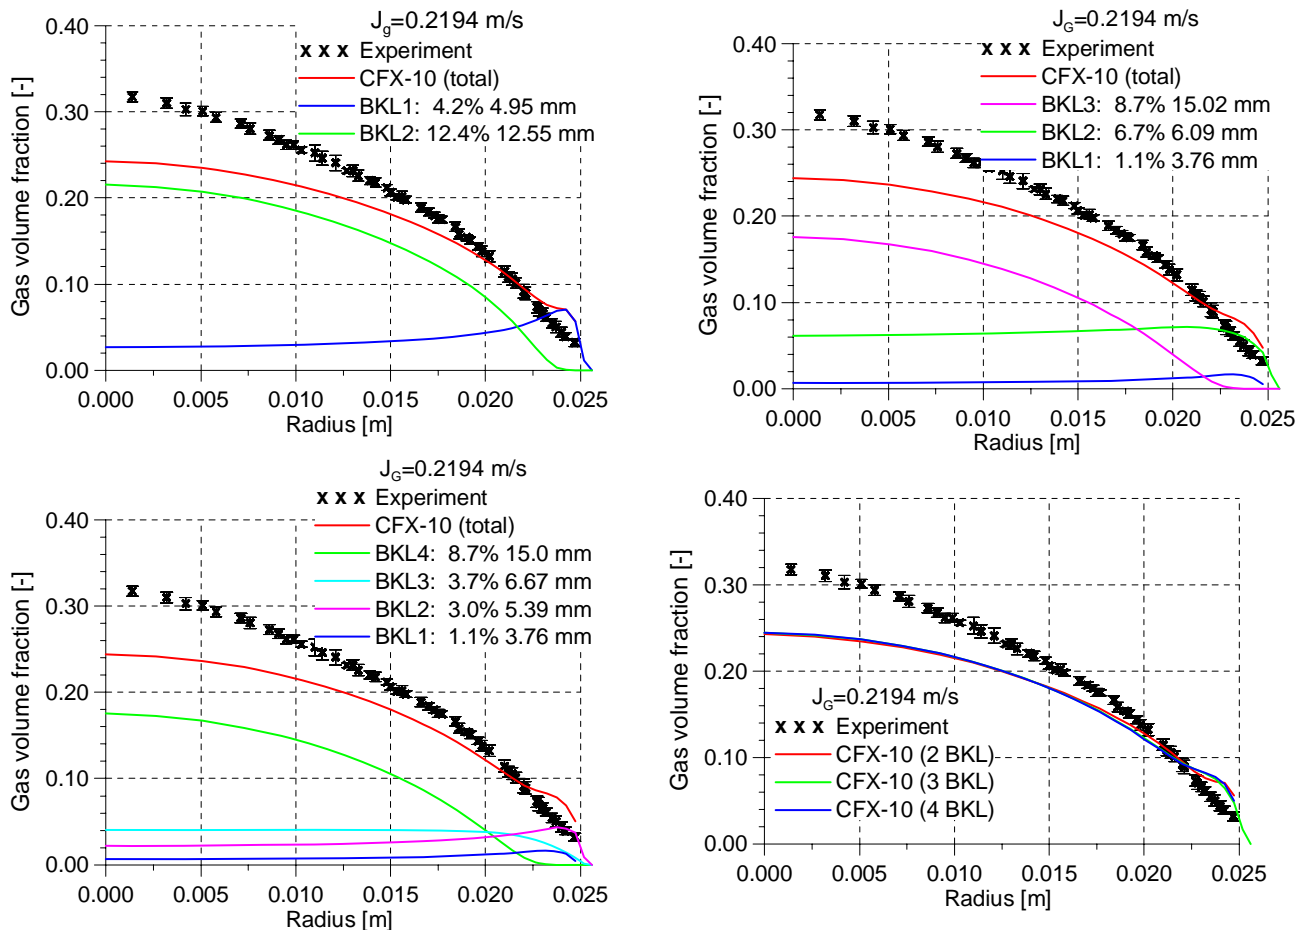 J_g=0.2194 m/s
x x x Experiment
CFX-10 (total)
BKL1: 4.2% 4.95 mm
BKL2: 12.4% 12.55 mm
Gas volume fraction [-]
0.40
0.30
0.20
0.10
0.00
0.000 0.005 0.010 0.015 0.020 0.025
Radius [m]
J_G=0.2194 m/s
x x x Experiment
CFX-10 (total)
BKL3: 8.7% 15.02 mm
BKL2: 6.7% 6.09 mm
BKL1: 1.1% 3.76 mm
Gas volume fraction [-]
0.40
0.30
0.20
0.10
0.00
0.000 0.005 0.010 0.015 0.020 0.025
Radius [m]
J_G=0.2194 m/s
x x x Experiment
CFX-10 (total)
BKL4: 8.7% 15.0 mm
BKL3: 3.7% 6.67 mm
BKL2: 3.0% 5.39 mm
BKL1: 1.1% 3.76 mm
Gas volume fraction [-]
0.40
0.30
0.20
0.10
0.00
0.000 0.005 0.010 0.015 0.020 0.025
Radius [m]
J_G=0.2194 m/s
x x x Experiment
CFX-10 (2 BKL)
CFX-10 (3 BKL)
CFX-10 (4 BKL)
Gas volume fraction [-]
0.40
0.30
0.20
0.10
0.00
0.000 0.005 0.010 0.015 0.020 0.025
Radius [m]